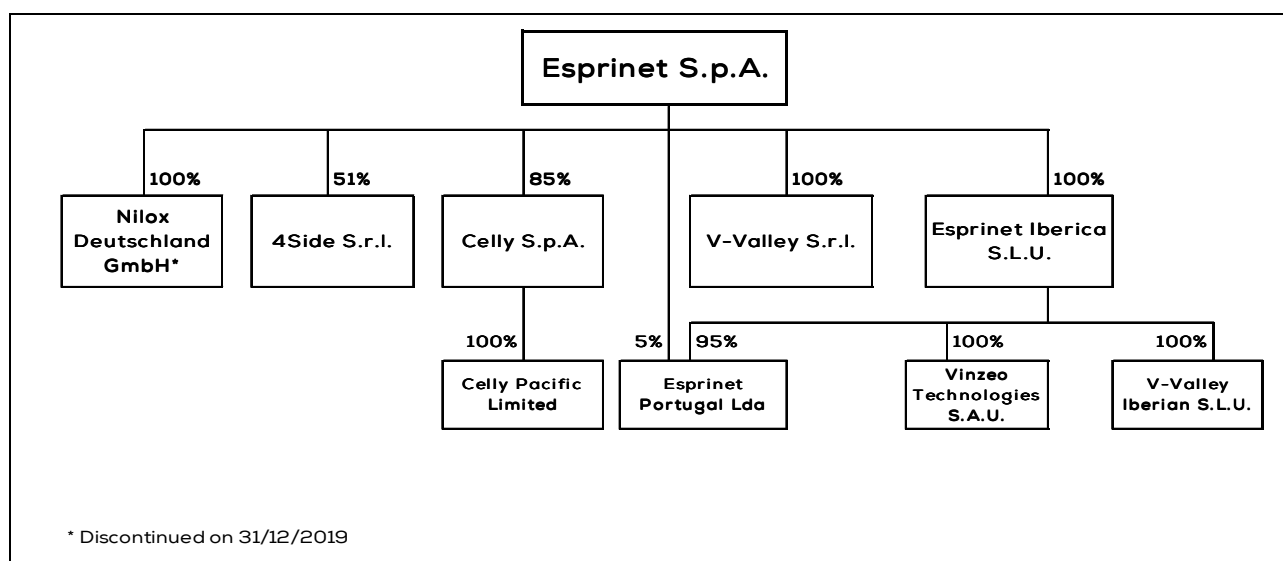 Esprinet S.p.A.
100%
51%
85%
100%
100%
Nilox
Deutschland
GmbH*
4Side S.r.l.
Celly S.p.A.
V-Valley S.r.l.
Esprinet Iberica
S.L.U.
100%
5%
95%
100%
100%
Celly Pacific
Limited
Esprinet
Portugal Lda
Vinzeo
Technologies
S.A.U.
V-Valley
Iberian S.L.U.
* Discontinued on 31/12/2019